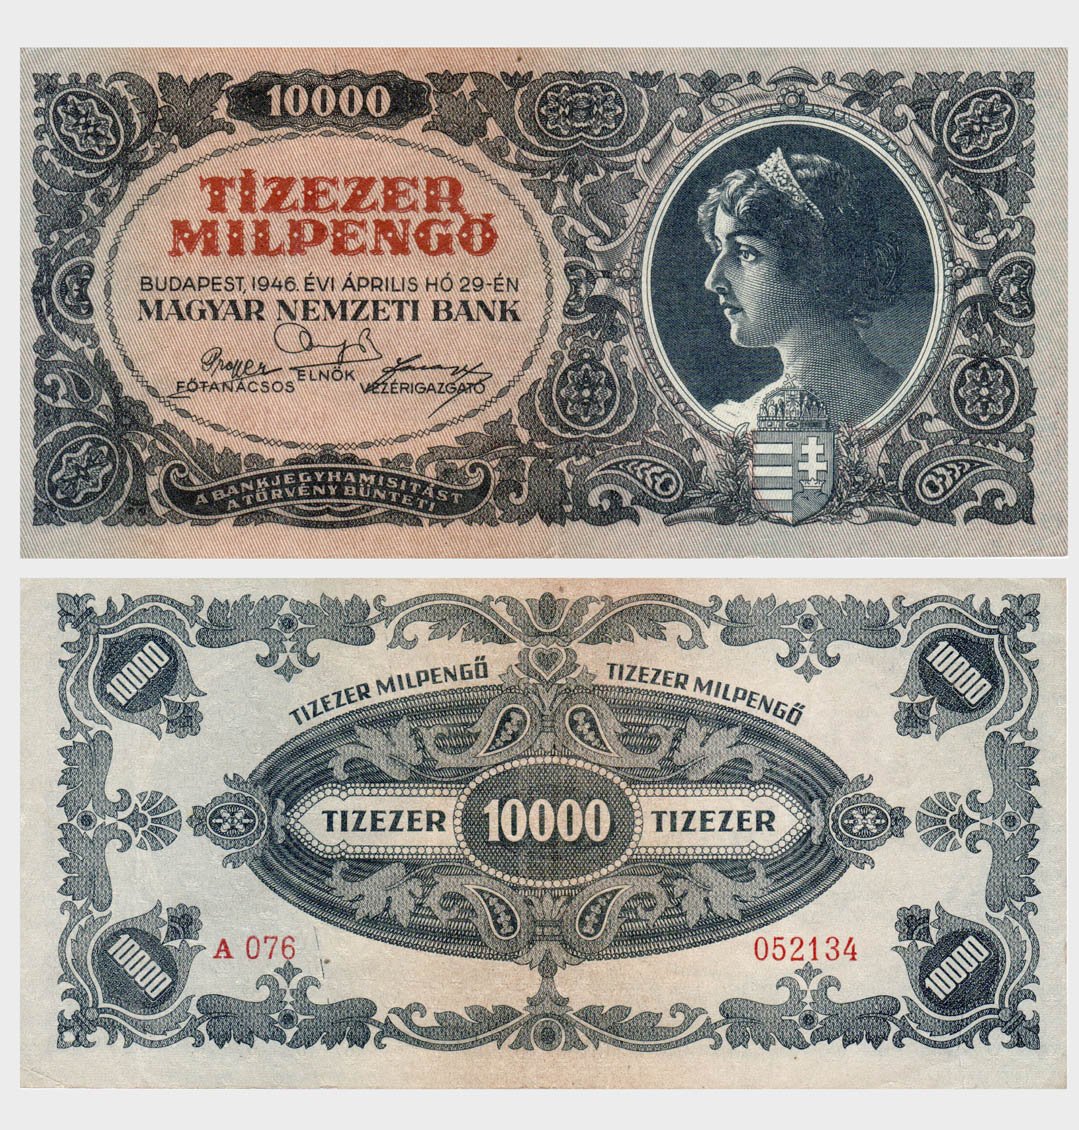 10000
TÍZEZER
MILPENGŐ
BUDAPEST, 1946. ÉVI ÁPRILIS HÓ 29-ÉN
MAGYAR NEMZETI BANK
FŐTANÁCSOS
ELNÖK
VEZÉRIGAZGATÓ
A BANKJEGYHAMISITÁST
A TÖRVÉNY BÜNTETI
10000
10000
TIZEZER MILPENGŐ
TIZEZER MILPENGŐ
TIZEZER
10000
TIZEZER
A 076
052134
10000
10000